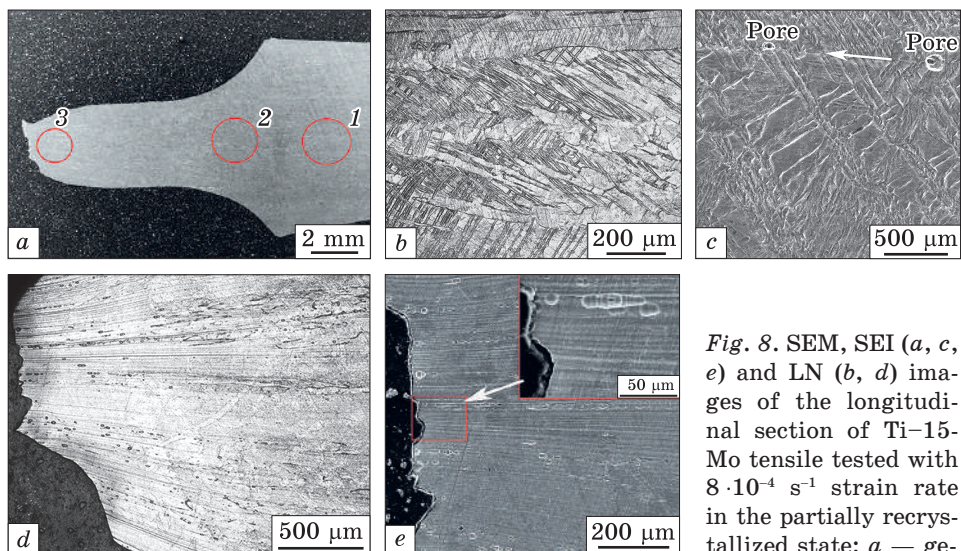 3
2
1
a
2 mm
b
200 μm
Pore
Pore
c
500 μm
d
500 μm
50 μm
e
200 μm
Fig. 8. SEM, SEI (a, c,
e) and LN (b, d) ima-
ges of the longitudi-
nal section of Ti–15-
Mo tensile tested with
8 ·10⁻⁴ s⁻¹ strain rate
in the partially recrys-
tallized state: a — ge-